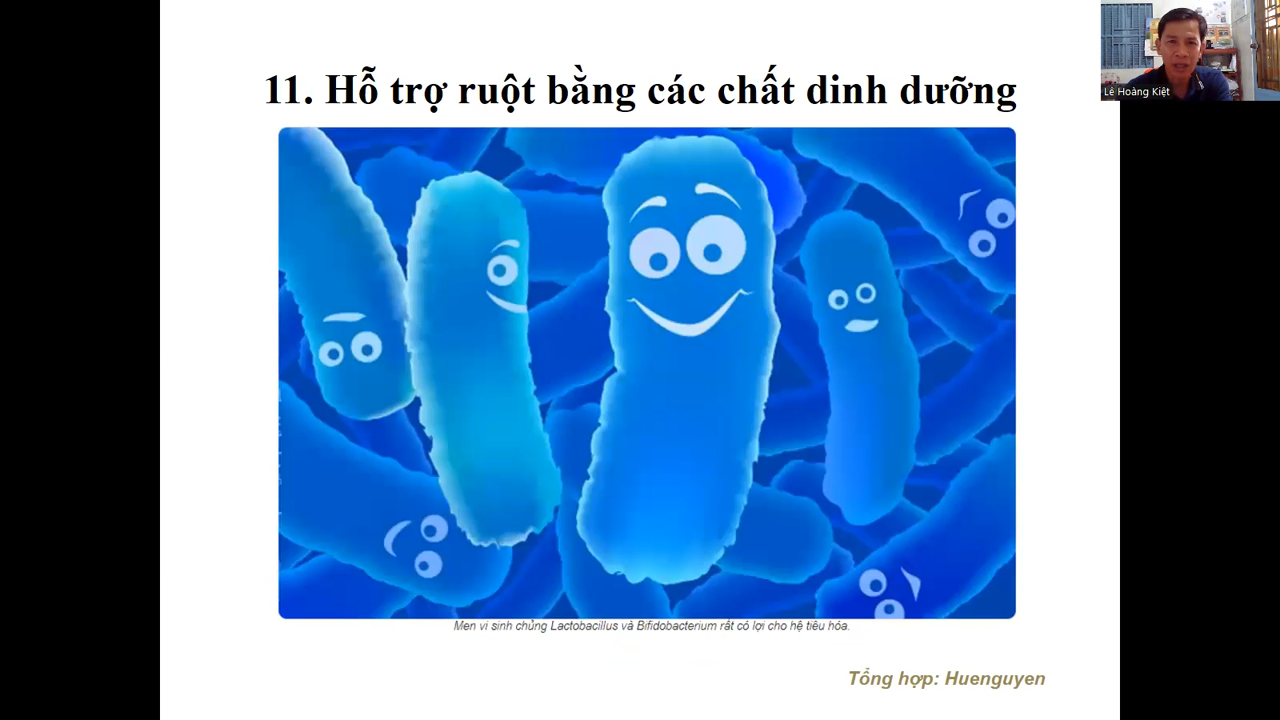 11. Hỗ trợ ruột bằng các chất dinh dưỡng
Lê Hoàng Kiệt
Men vi sinh chủng Lactobacillus và Bifidobacterium rất có lợi cho hệ tiêu hóa.
Tổng hợp: Huenguyen